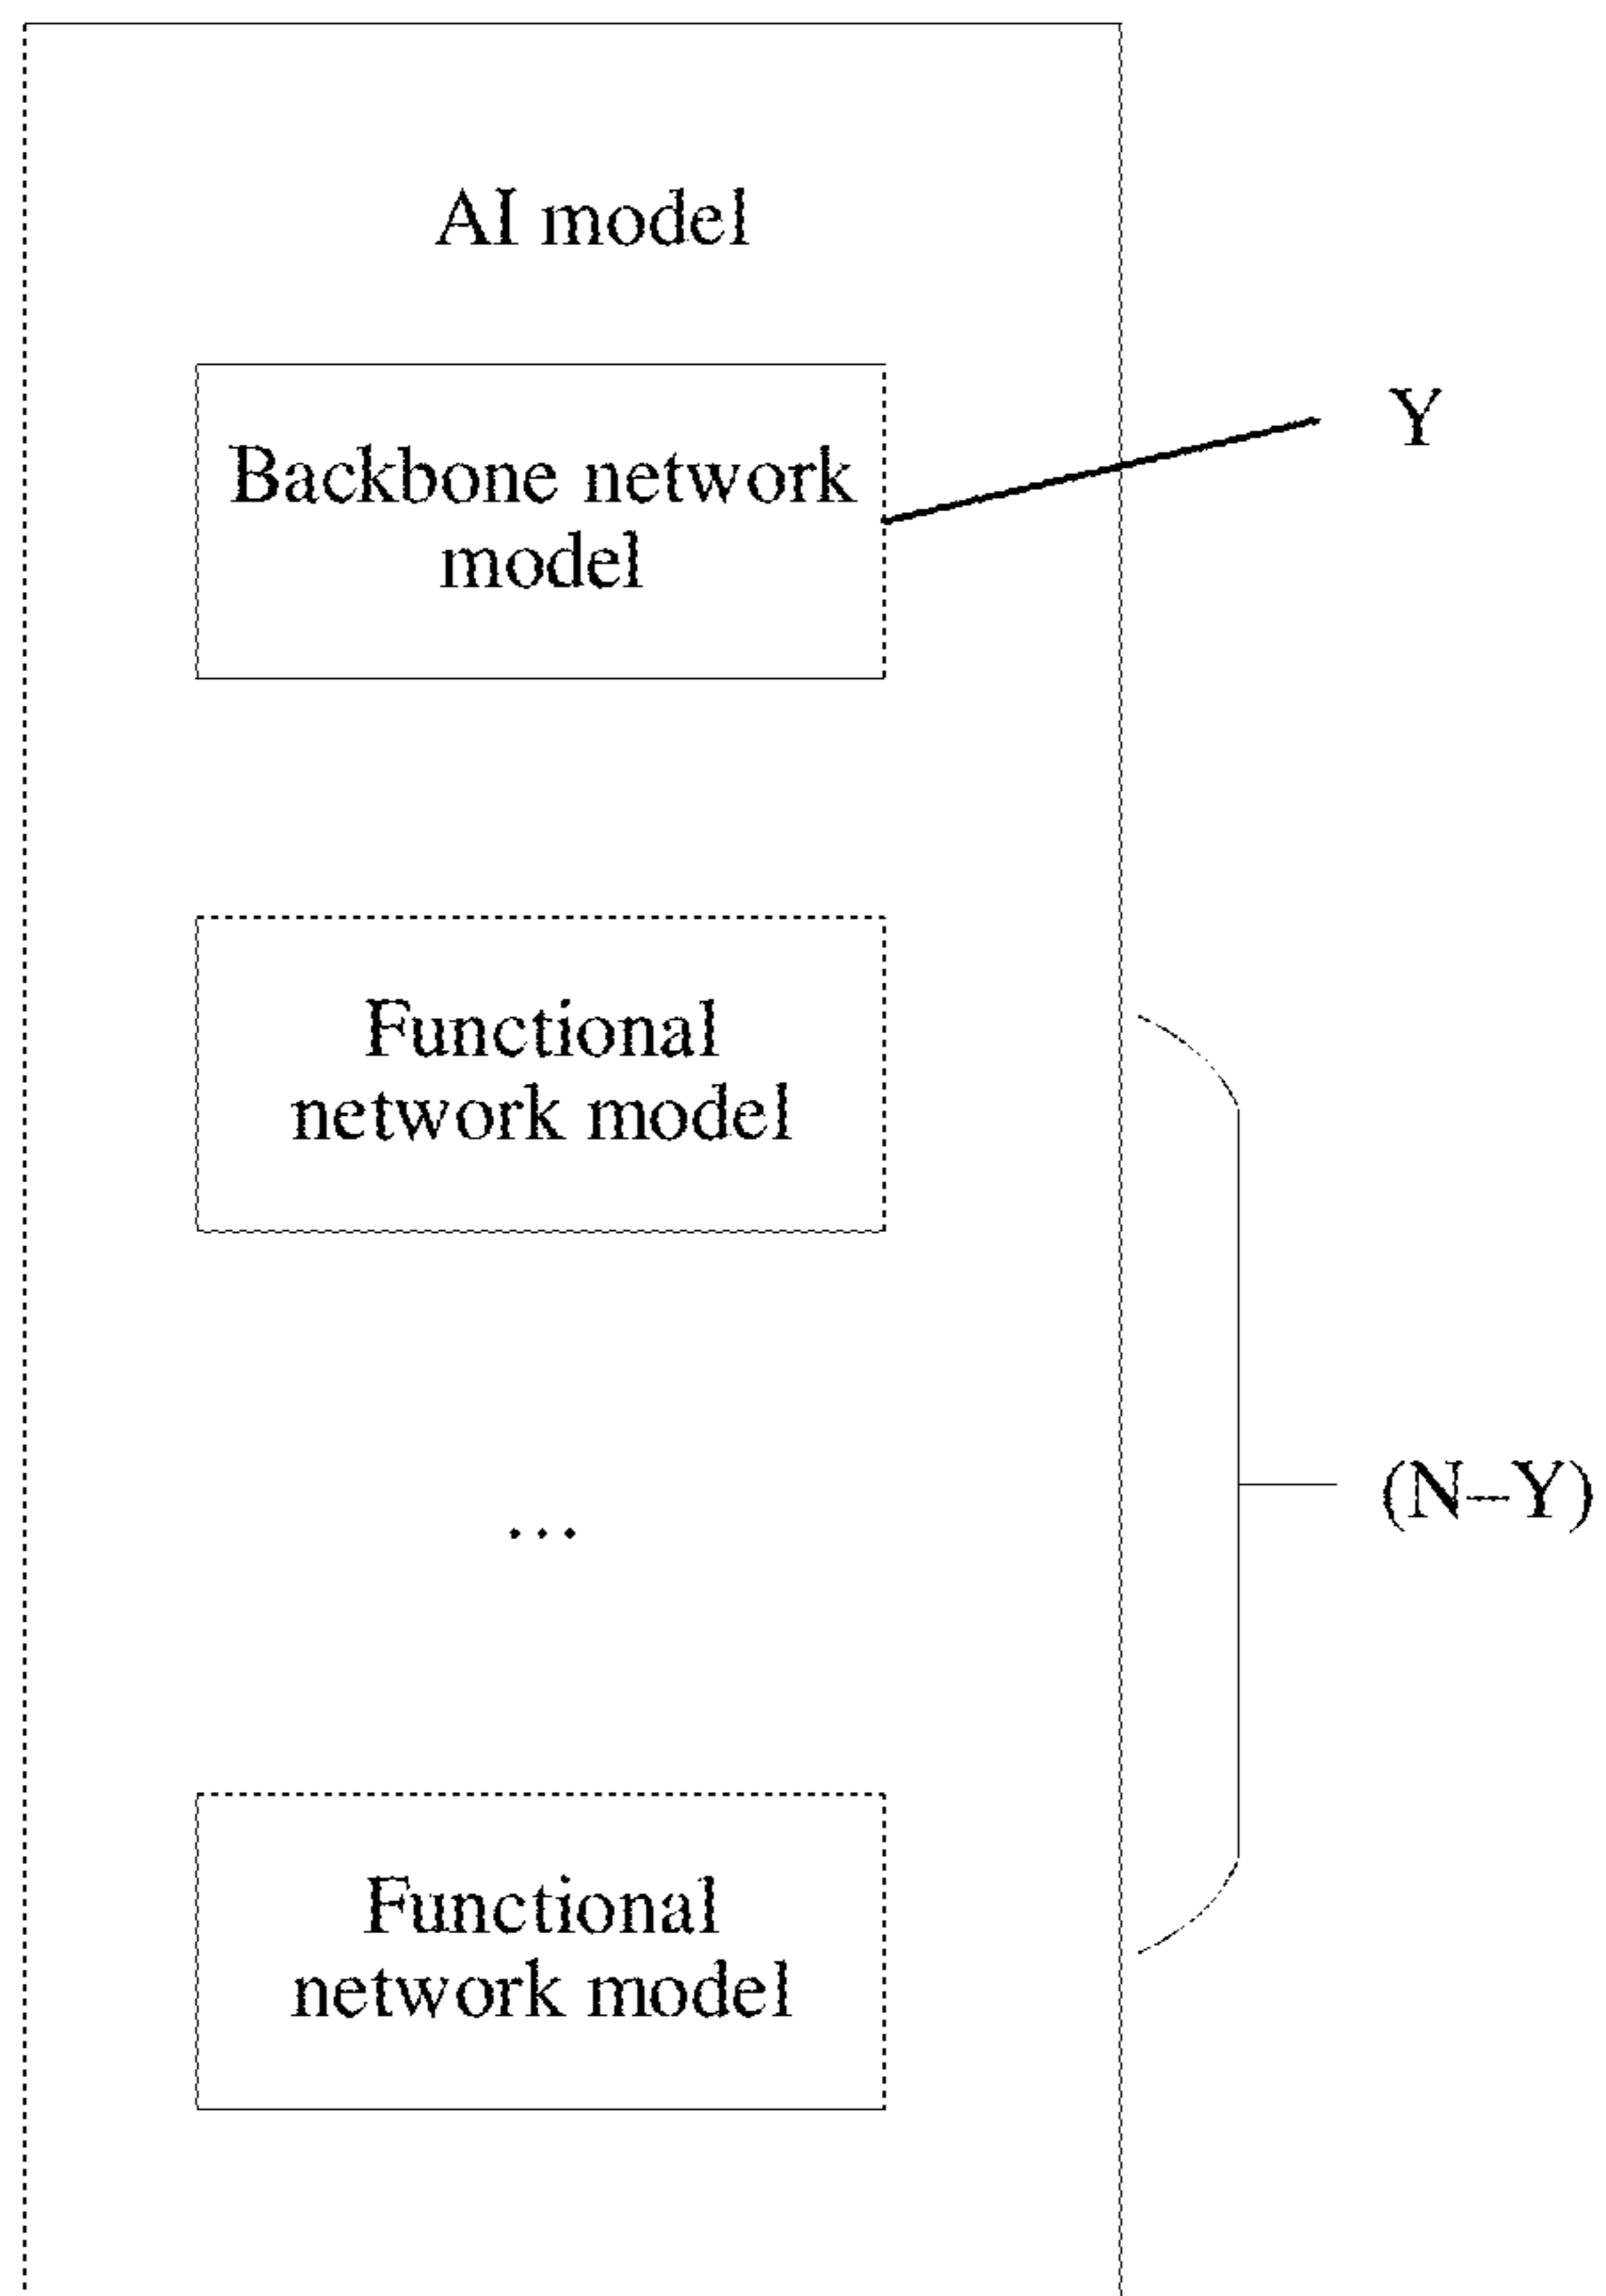 AI model
Backbone network
model
Y
Functional
network model
...
(N--Y)
Functional
network model